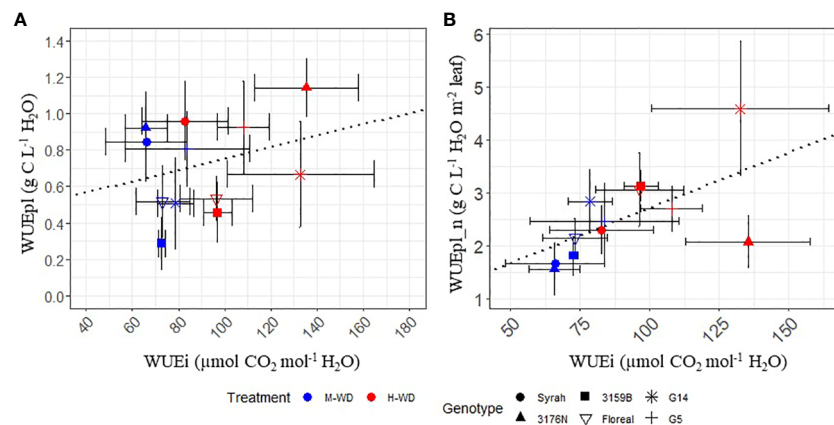 A
B
WUEpl (g C L⁻¹ H₂O)
1.4
1.2
1.0
0.8
0.6
0.4
0.2
0.0
40 60 80 100 120 140 160 180
WUEi (µmol CO₂ mol⁻¹ H₂O)
WUEpl_n (g C L⁻¹ H₂O m⁻² leaf)
6
5
4
3
2
1
50 75 100 125 150
WUEi (µmol CO₂ mol⁻¹ H₂O)
Treatment M-WD H-WD
Genotype
Syrah 3159B G14
3176N Floreal G5